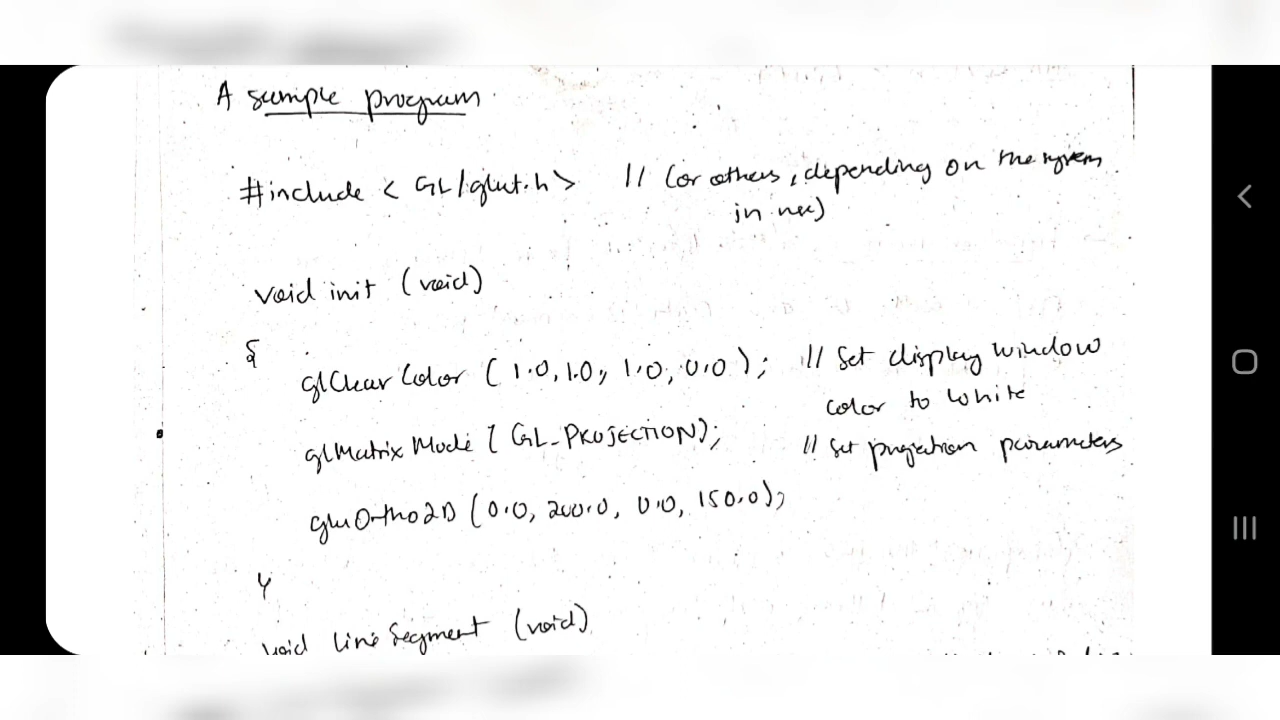 A sample program
#include < GL/glut.h> // (or others, depending on the system
in use)
void init (void)
{
glClearColor (1.0, 1.0, 1.0, 0.0); // Set display window
color to white
glMatrixMode (GL_PROJECTION); // Set projection parameters
gluOrtho2D (0.0, 200.0, 0.0, 150.0);
}
void lineSegment (void)